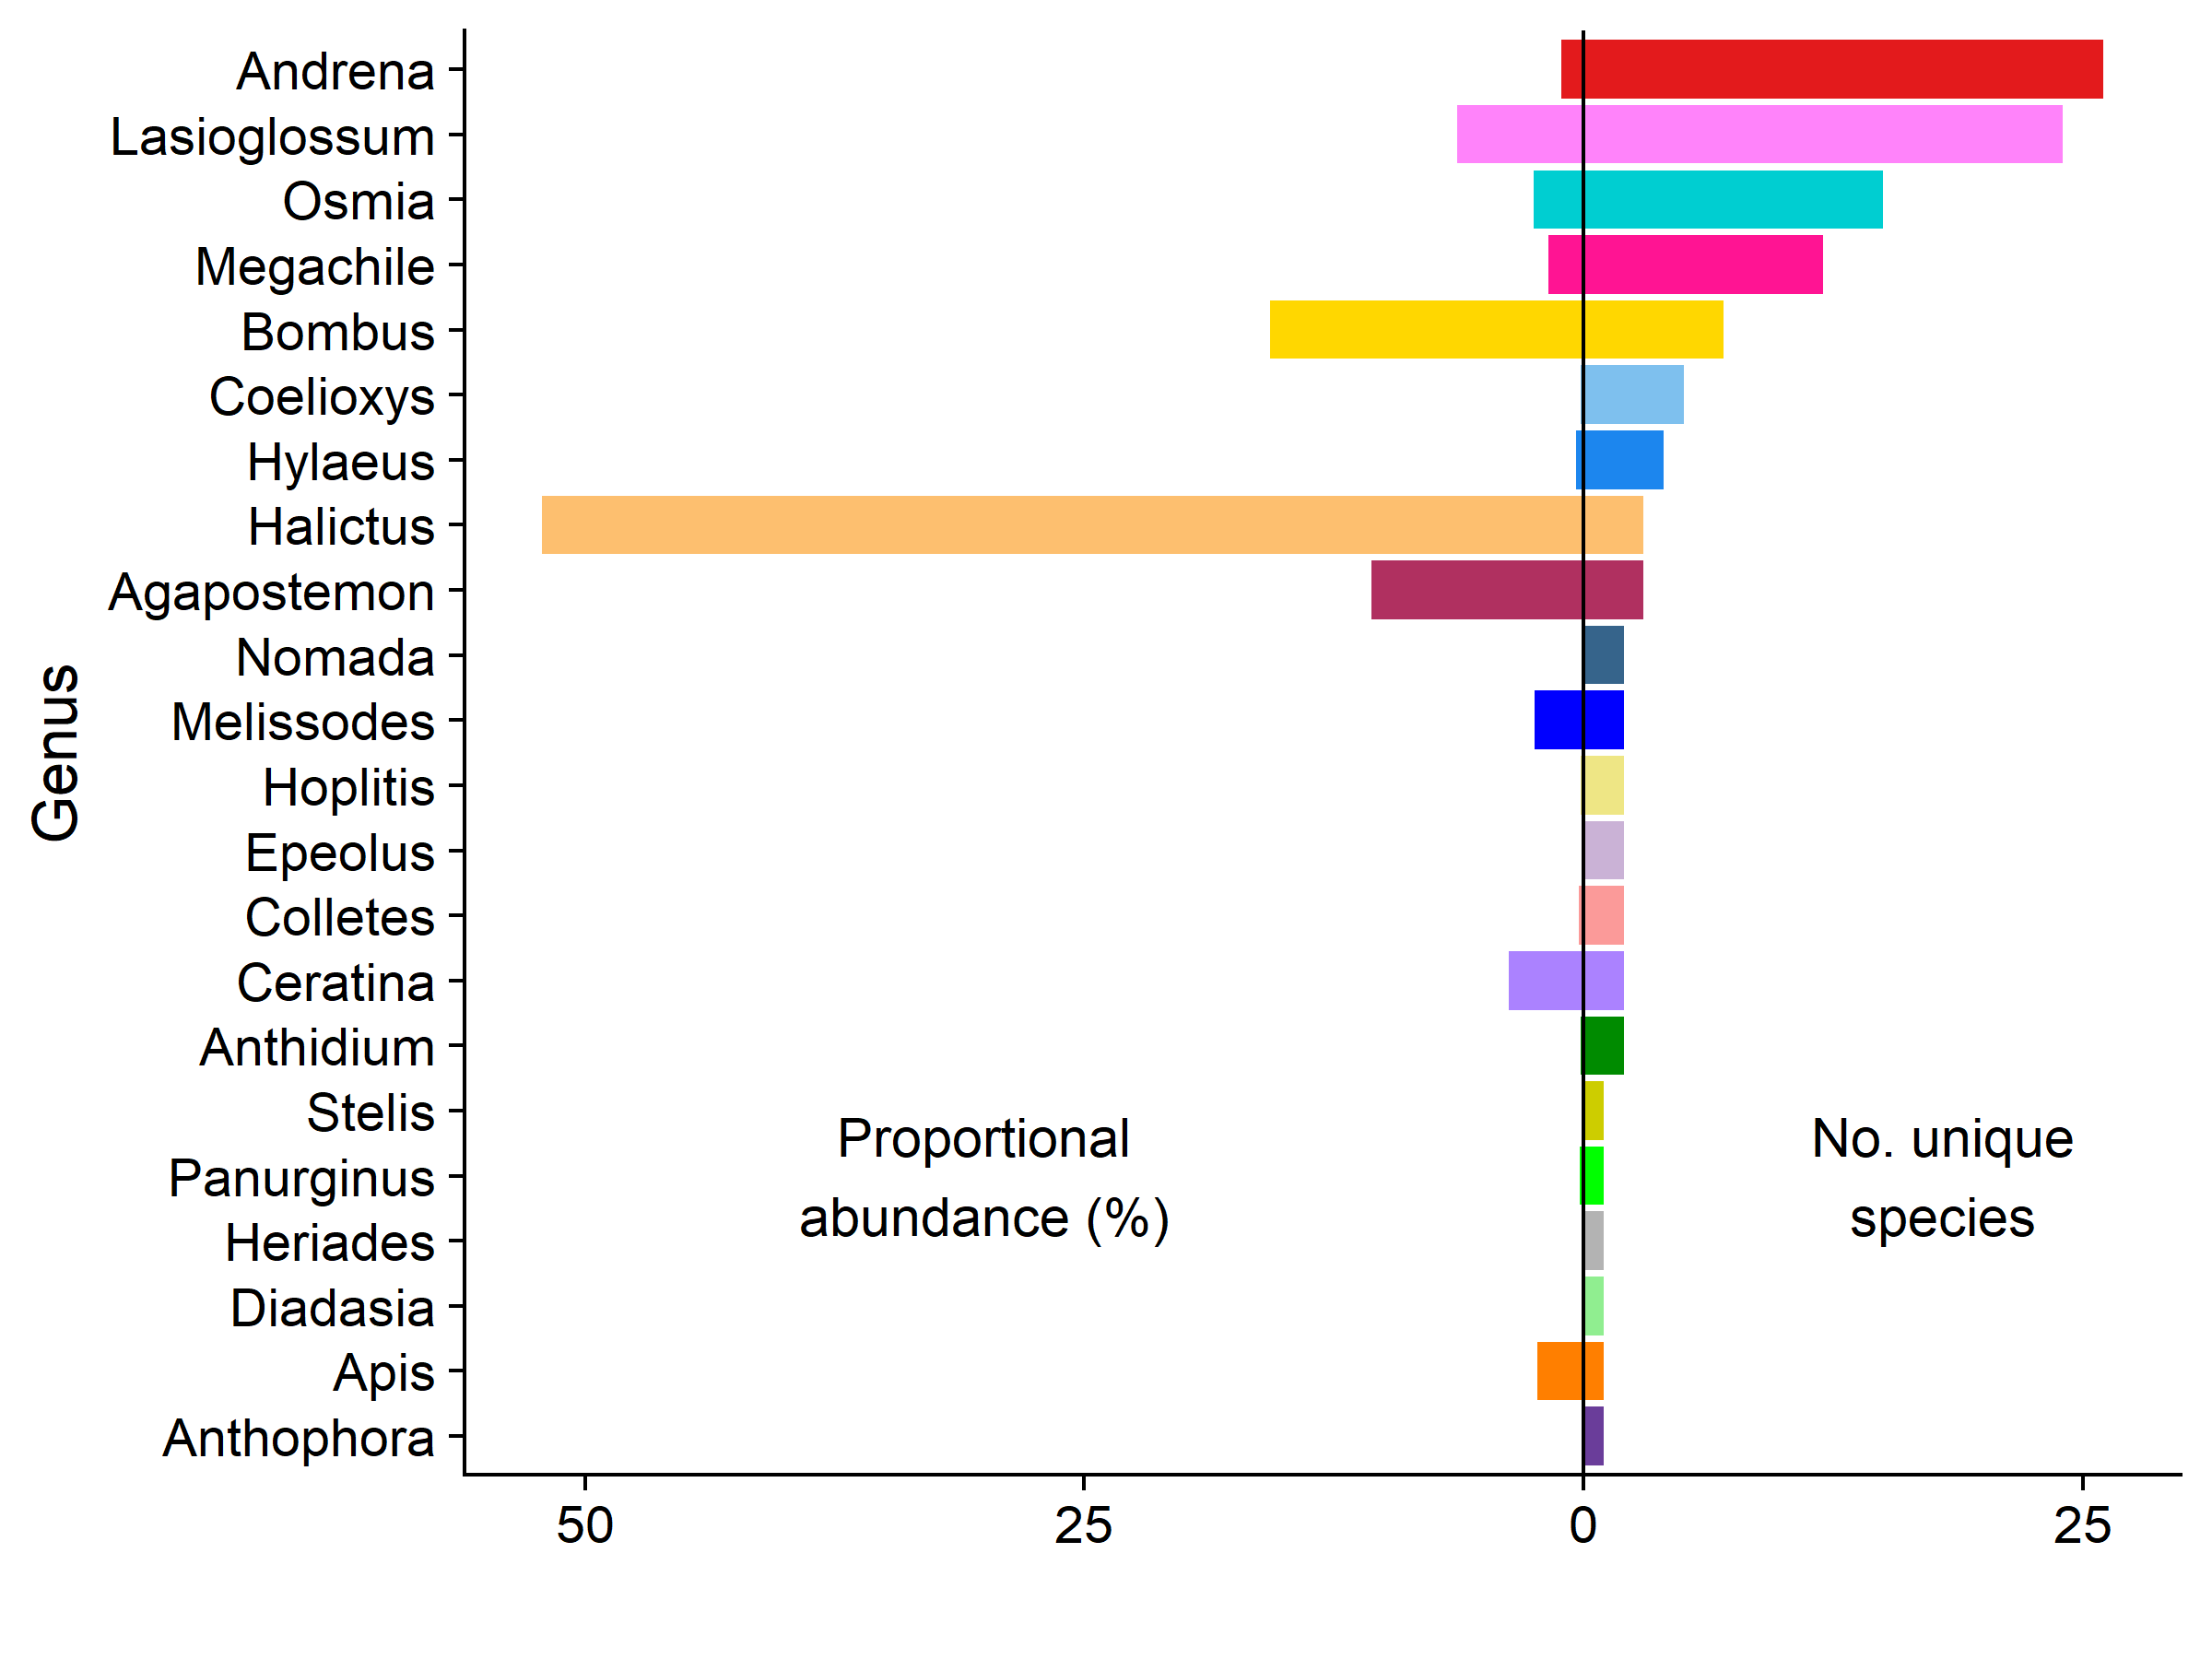 Genus
Andrena
Lasioglossum
Osmia
Megachile
Bombus
Coelioxys
Hylaeus
Halictus
Agapostemon
Nomada
Melissodes
Hoplitis
Epeolus
Colletes
Ceratina
Anthidium
Stelis
Panurginus
Heriades
Diadasia
Apis
Anthophora
Proportional
abundance (%)
No. unique
species
50 25 0 25